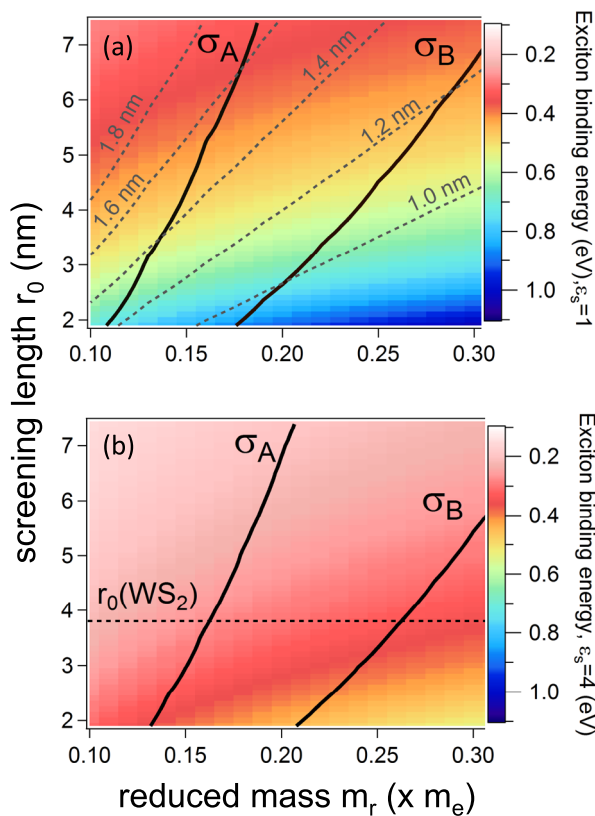 (a)
σA
σB
1.8 nm
1.6 nm
1.4 nm
1.2 nm
1.0 nm
7
6
5
4
3
2
0.10
0.15
0.20
0.25
0.30
0.2
0.4
0.6
0.8
1.0
Exciton binding energy (eV),εs=1
screening length r0 (nm)
(b)
σA
σB
r0(WS2)
7
6
5
4
3
2
0.10
0.15
0.20
0.25
0.30
0.2
0.4
0.6
0.8
1.0
Exciton binding energy, εs=4 (eV)
reduced mass mr (x me)